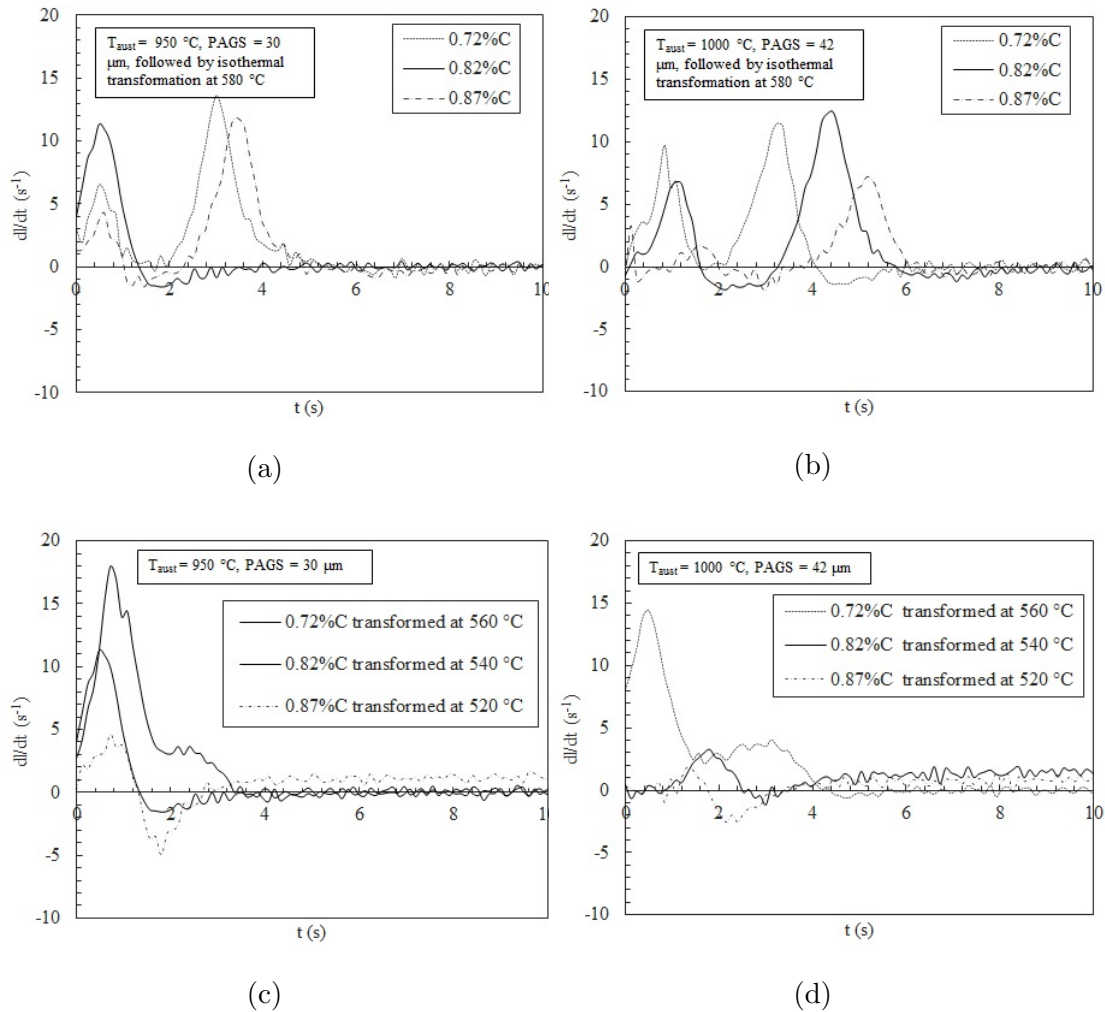 20
15
10
5
0
-5
-10
0
2
4
6
8
10
dl/dt (s-1)
t (s)
Taust = 950 °C, PAGS = 30
µm, followed by isothermal
transformation at 580 °C
0.72%C
0.82%C
0.87%C
(a)
20
15
10
5
0
-5
-10
0
2
4
6
8
10
dl/dt (s-1)
t (s)
Taust = 1000 °C, PAGS = 42
µm, followed by isothermal
transformation at 580 °C
0.72%C
0.82%C
0.87%C
(b)
20
15
10
5
0
-5
-10
0
2
4
6
8
10
dl/dt (s-1)
t (s)
Taust = 950 °C, PAGS = 30 µm
0.72%C transformed at 560 °C
0.82%C transformed at 540 °C
0.87%C transformed at 520 °C
(c)
20
15
10
5
0
-5
-10
0
2
4
6
8
10
dl/dt (s-1)
t (s)
Taust = 1000 °C, PAGS = 42 µm
0.72%C transformed at 560 °C
0.82%C transformed at 540 °C
0.87%C transformed at 520 °C
(d)